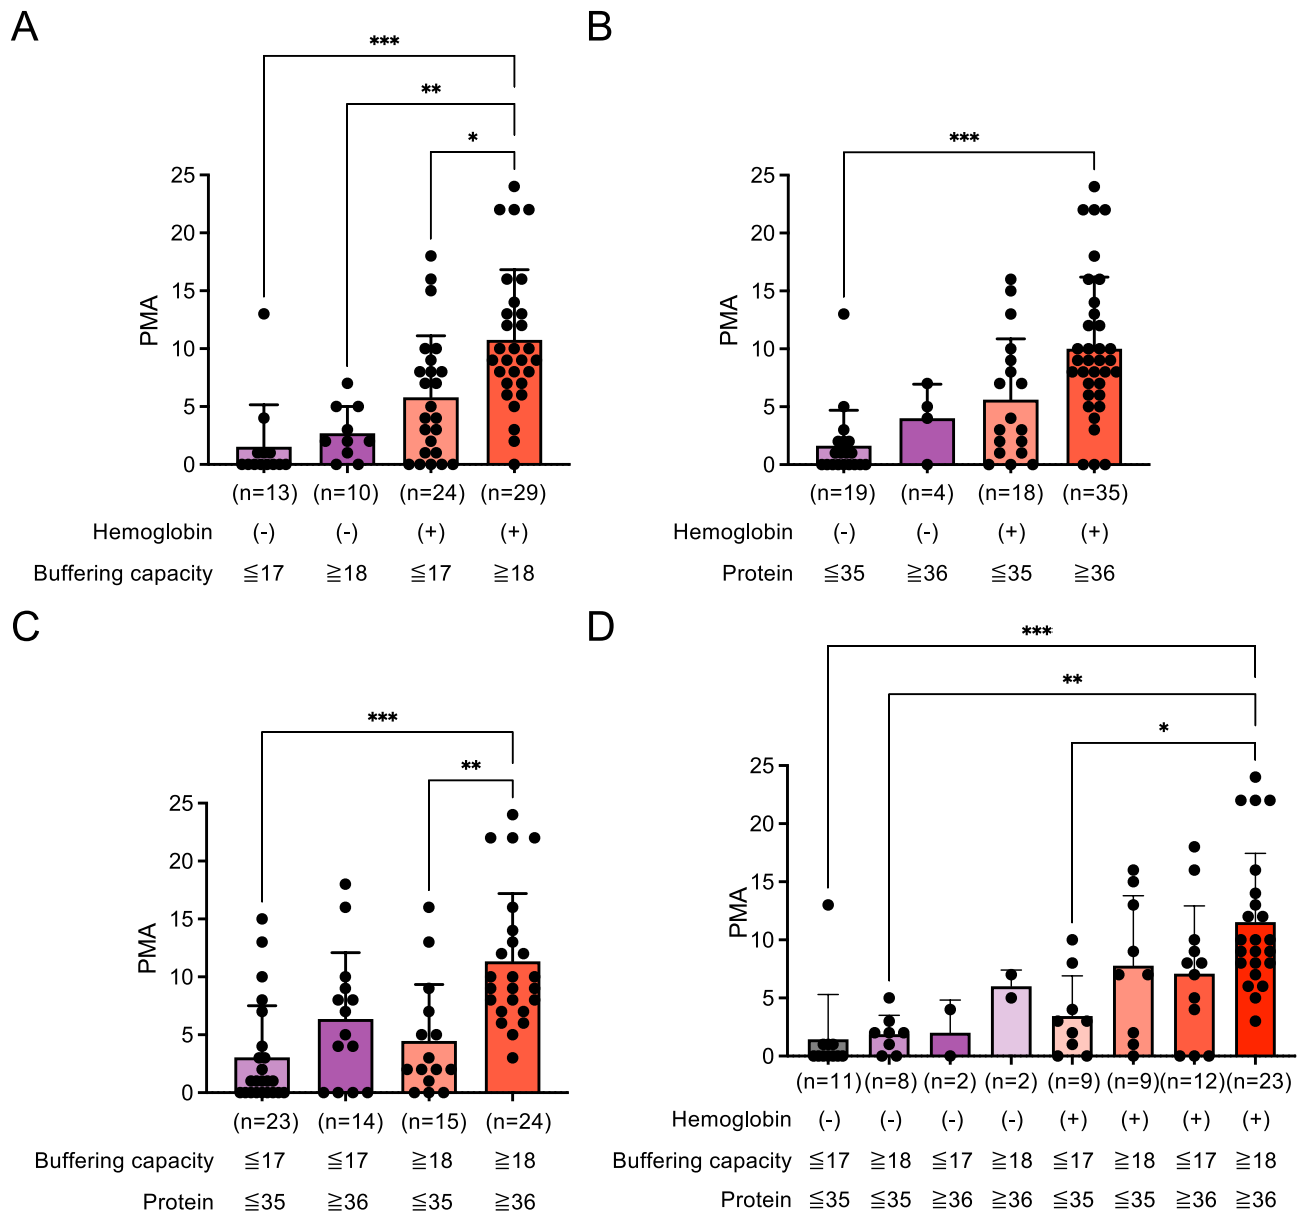 A
***
**
*
25
20
15
10
5
0
PMA
(n=13) (n=10) (n=24) (n=29)
Hemoglobin (-) (-) (+) (+)
Buffering capacity ≦17 ≧18 ≦17 ≧18
B
***
25
20
15
10
5
0
PMA
(n=19) (n=4) (n=18) (n=35)
Hemoglobin (-) (-) (+) (+)
Protein ≦35 ≧36 ≦35 ≧36
C
***
**
25
20
15
10
5
0
PMA
(n=23) (n=14) (n=15) (n=24)
Buffering capacity ≦17 ≦17 ≧18 ≧18
Protein ≦35 ≧36 ≦35 ≧36
D
***
**
*
25
20
15
10
5
0
PMA
(n=11) (n=8) (n=2) (n=2) (n=9) (n=9) (n=12) (n=23)
Hemoglobin (-) (-) (-) (-) (+) (+) (+) (+)
Buffering capacity ≦17 ≧18 ≦17 ≧18 ≦17 ≧18 ≦17 ≧18
Protein ≦35 ≦35 ≧36 ≧36 ≦35 ≦35 ≧36 ≧36